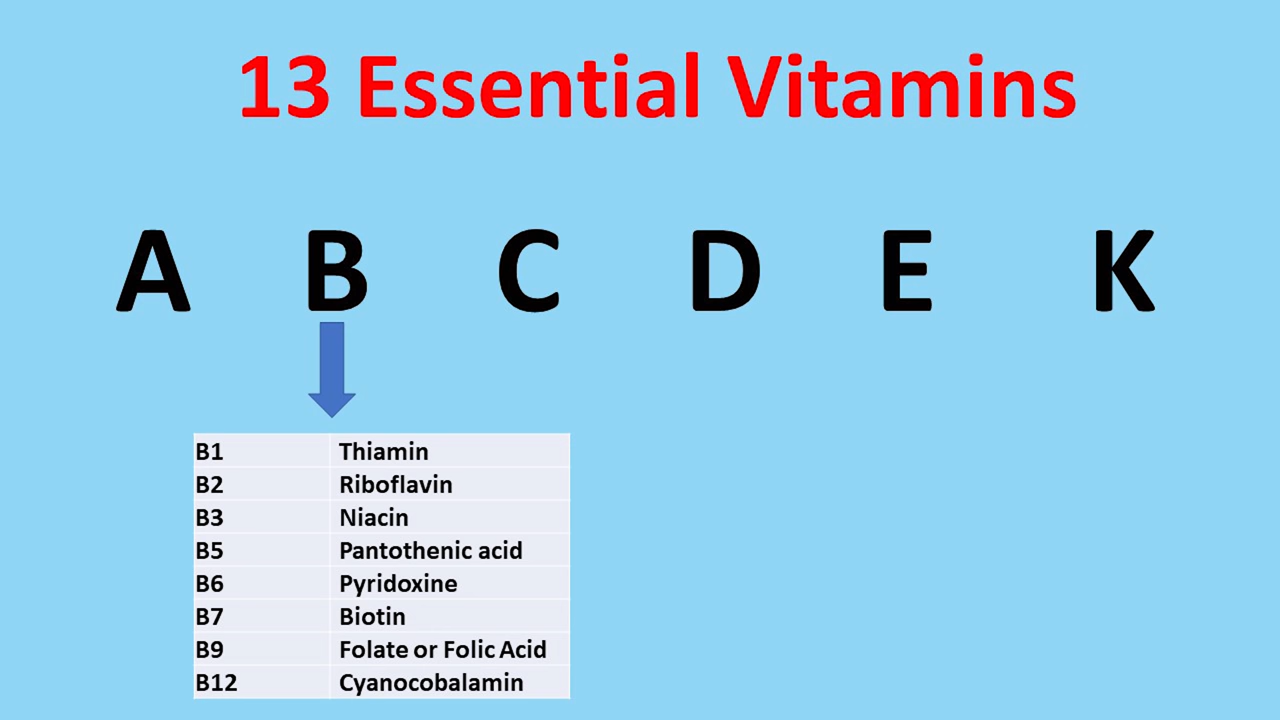 13 Essential Vitamins
A B C D E K
B1 Thiamin
B2 Riboflavin
B3 Niacin
B5 Pantothenic acid
B6 Pyridoxine
B7 Biotin
B9 Folate or Folic Acid
B12 Cyanocobalamin